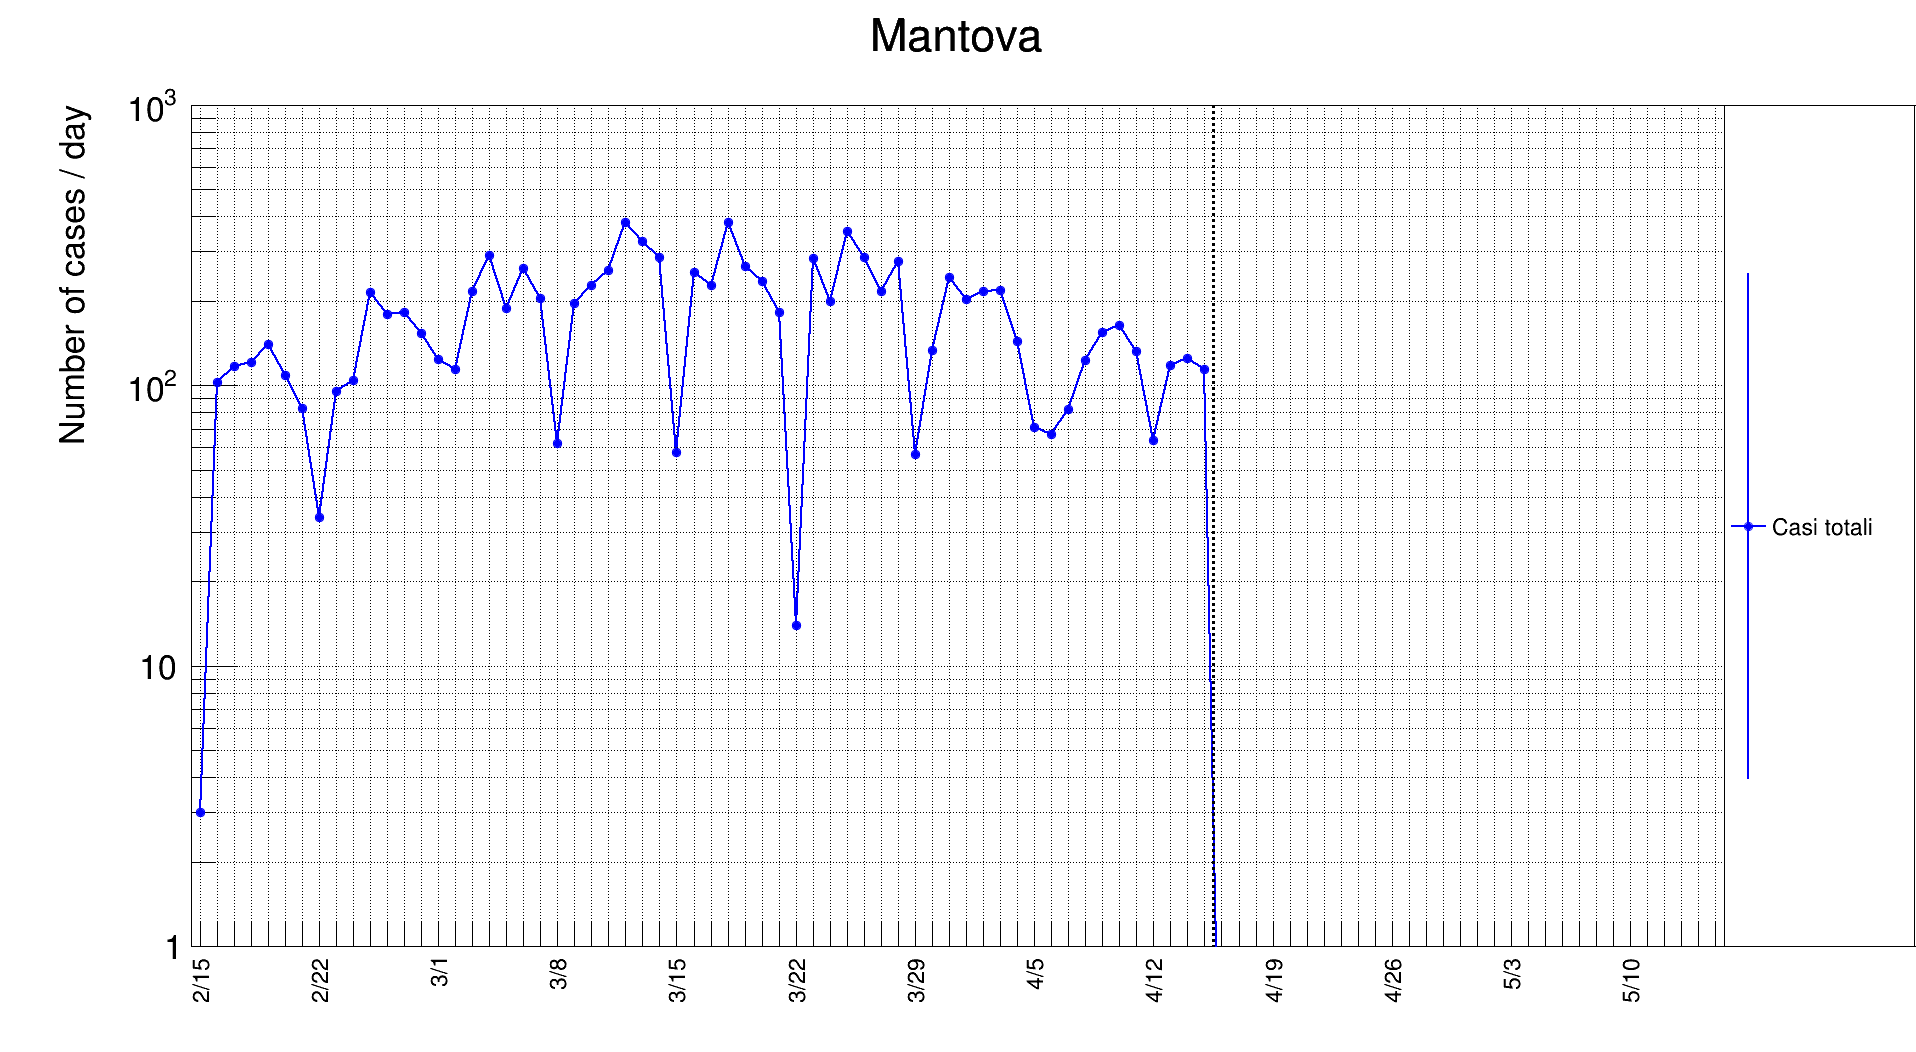 Mantova
Number of cases / day
10³
10²
10
1
2/15 2/22 3/1 3/8 3/15 3/22 3/29 4/5 4/12 4/19 4/26 5/3 5/10
Casi totali